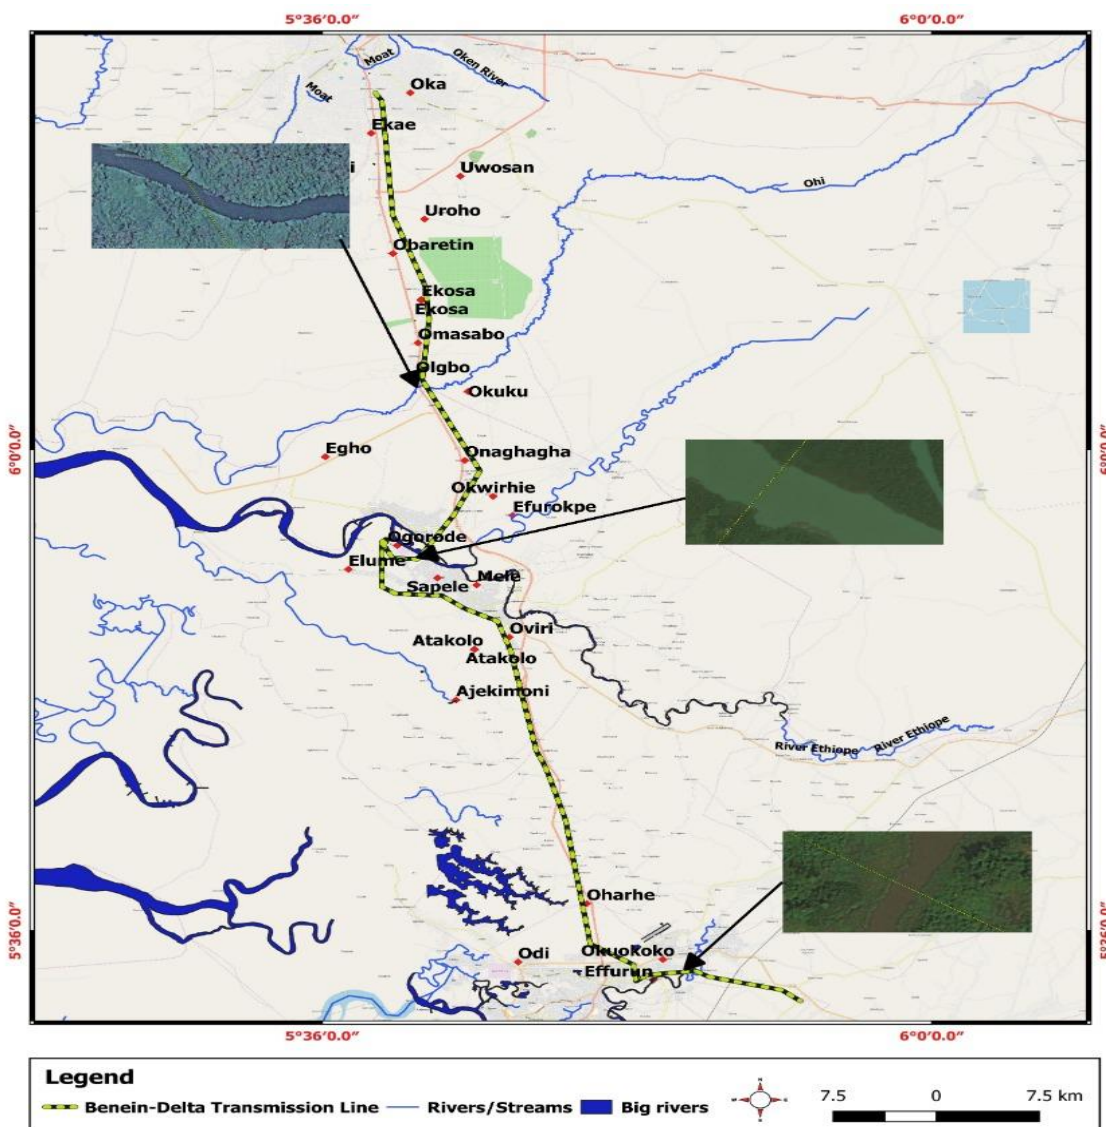 5°36'0.0" 6°0'0.0"
Moat
Oken River
Moat
Oka
Ekae
i
Uwosan
Ohi
Uroho
Obaretin
Ekosa
Ekosa
Omasabo
Olgbo
Okuku
6°0'0.0" 6°0'0.0"
Egho
Onaghagha
Okwirhie
Efurokpe
Ogorode
Elume
Sapele
Mele
Oviri
Atakolo
Atakolo
Ajekimoni
River Ethiope
River Ethiope
Oharhe
5°36'0.0" 5°36'0.0"
Odi
Okuokoko
Effurun
5°36'0.0" 6°0'0.0"
Legend
Benein-Delta Transmission Line
Rivers/Streams
Big rivers
7.5 0 7.5 km